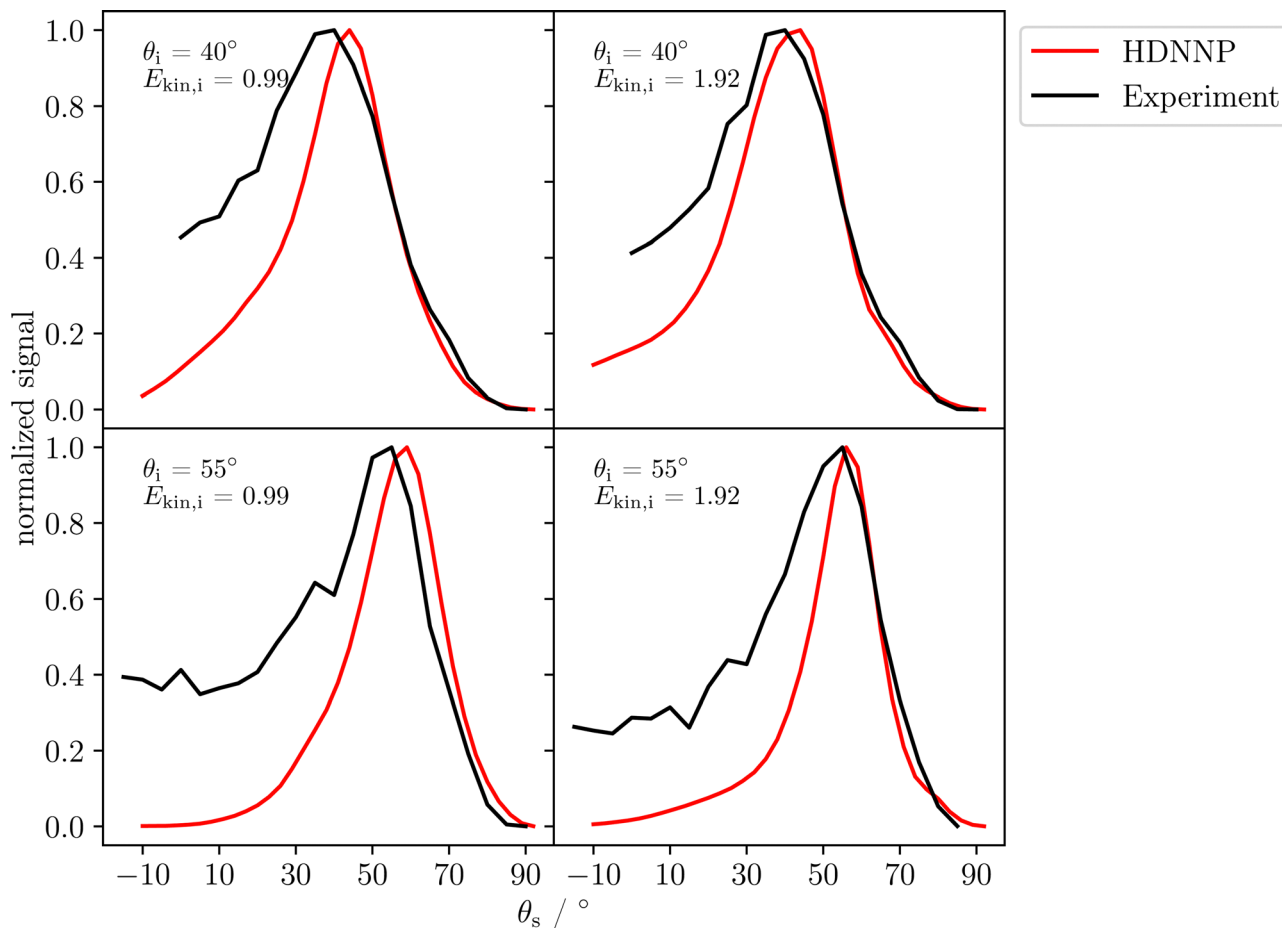 normalized signal
1.0
0.8
0.6
0.4
0.2
0.0
θi = 40°
Ekin,i = 0.99
θi = 40°
Ekin,i = 1.92
HDNNP
Experiment
1.0
0.8
0.6
0.4
0.2
0.0
θi = 55°
Ekin,i = 0.99
θi = 55°
Ekin,i = 1.92
−10 10 30 50 70 90 −10 10 30 50 70 90
θs / °